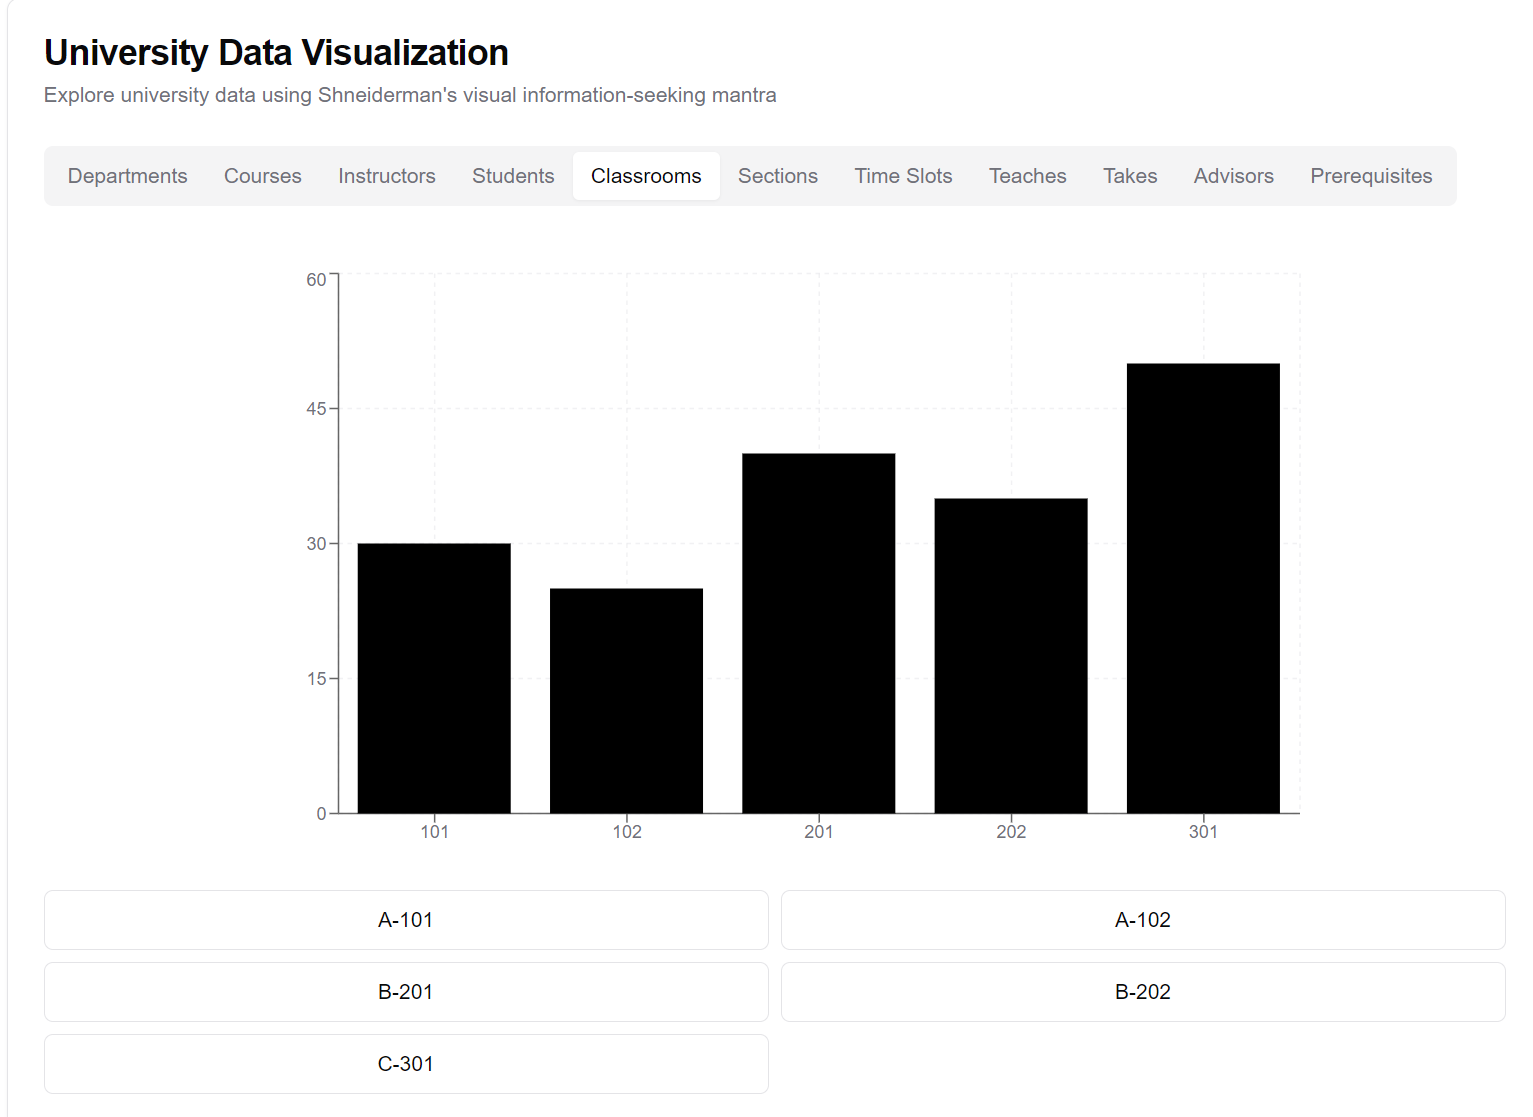 University Data Visualization
Explore university data using Shneiderman's visual information-seeking mantra
Departments Courses Instructors Students Classrooms Sections Time Slots Teaches Takes Advisors Prerequisites
60
45
30
15
0
101 102 201 202 301
A-101 A-102
B-201 B-202
C-301